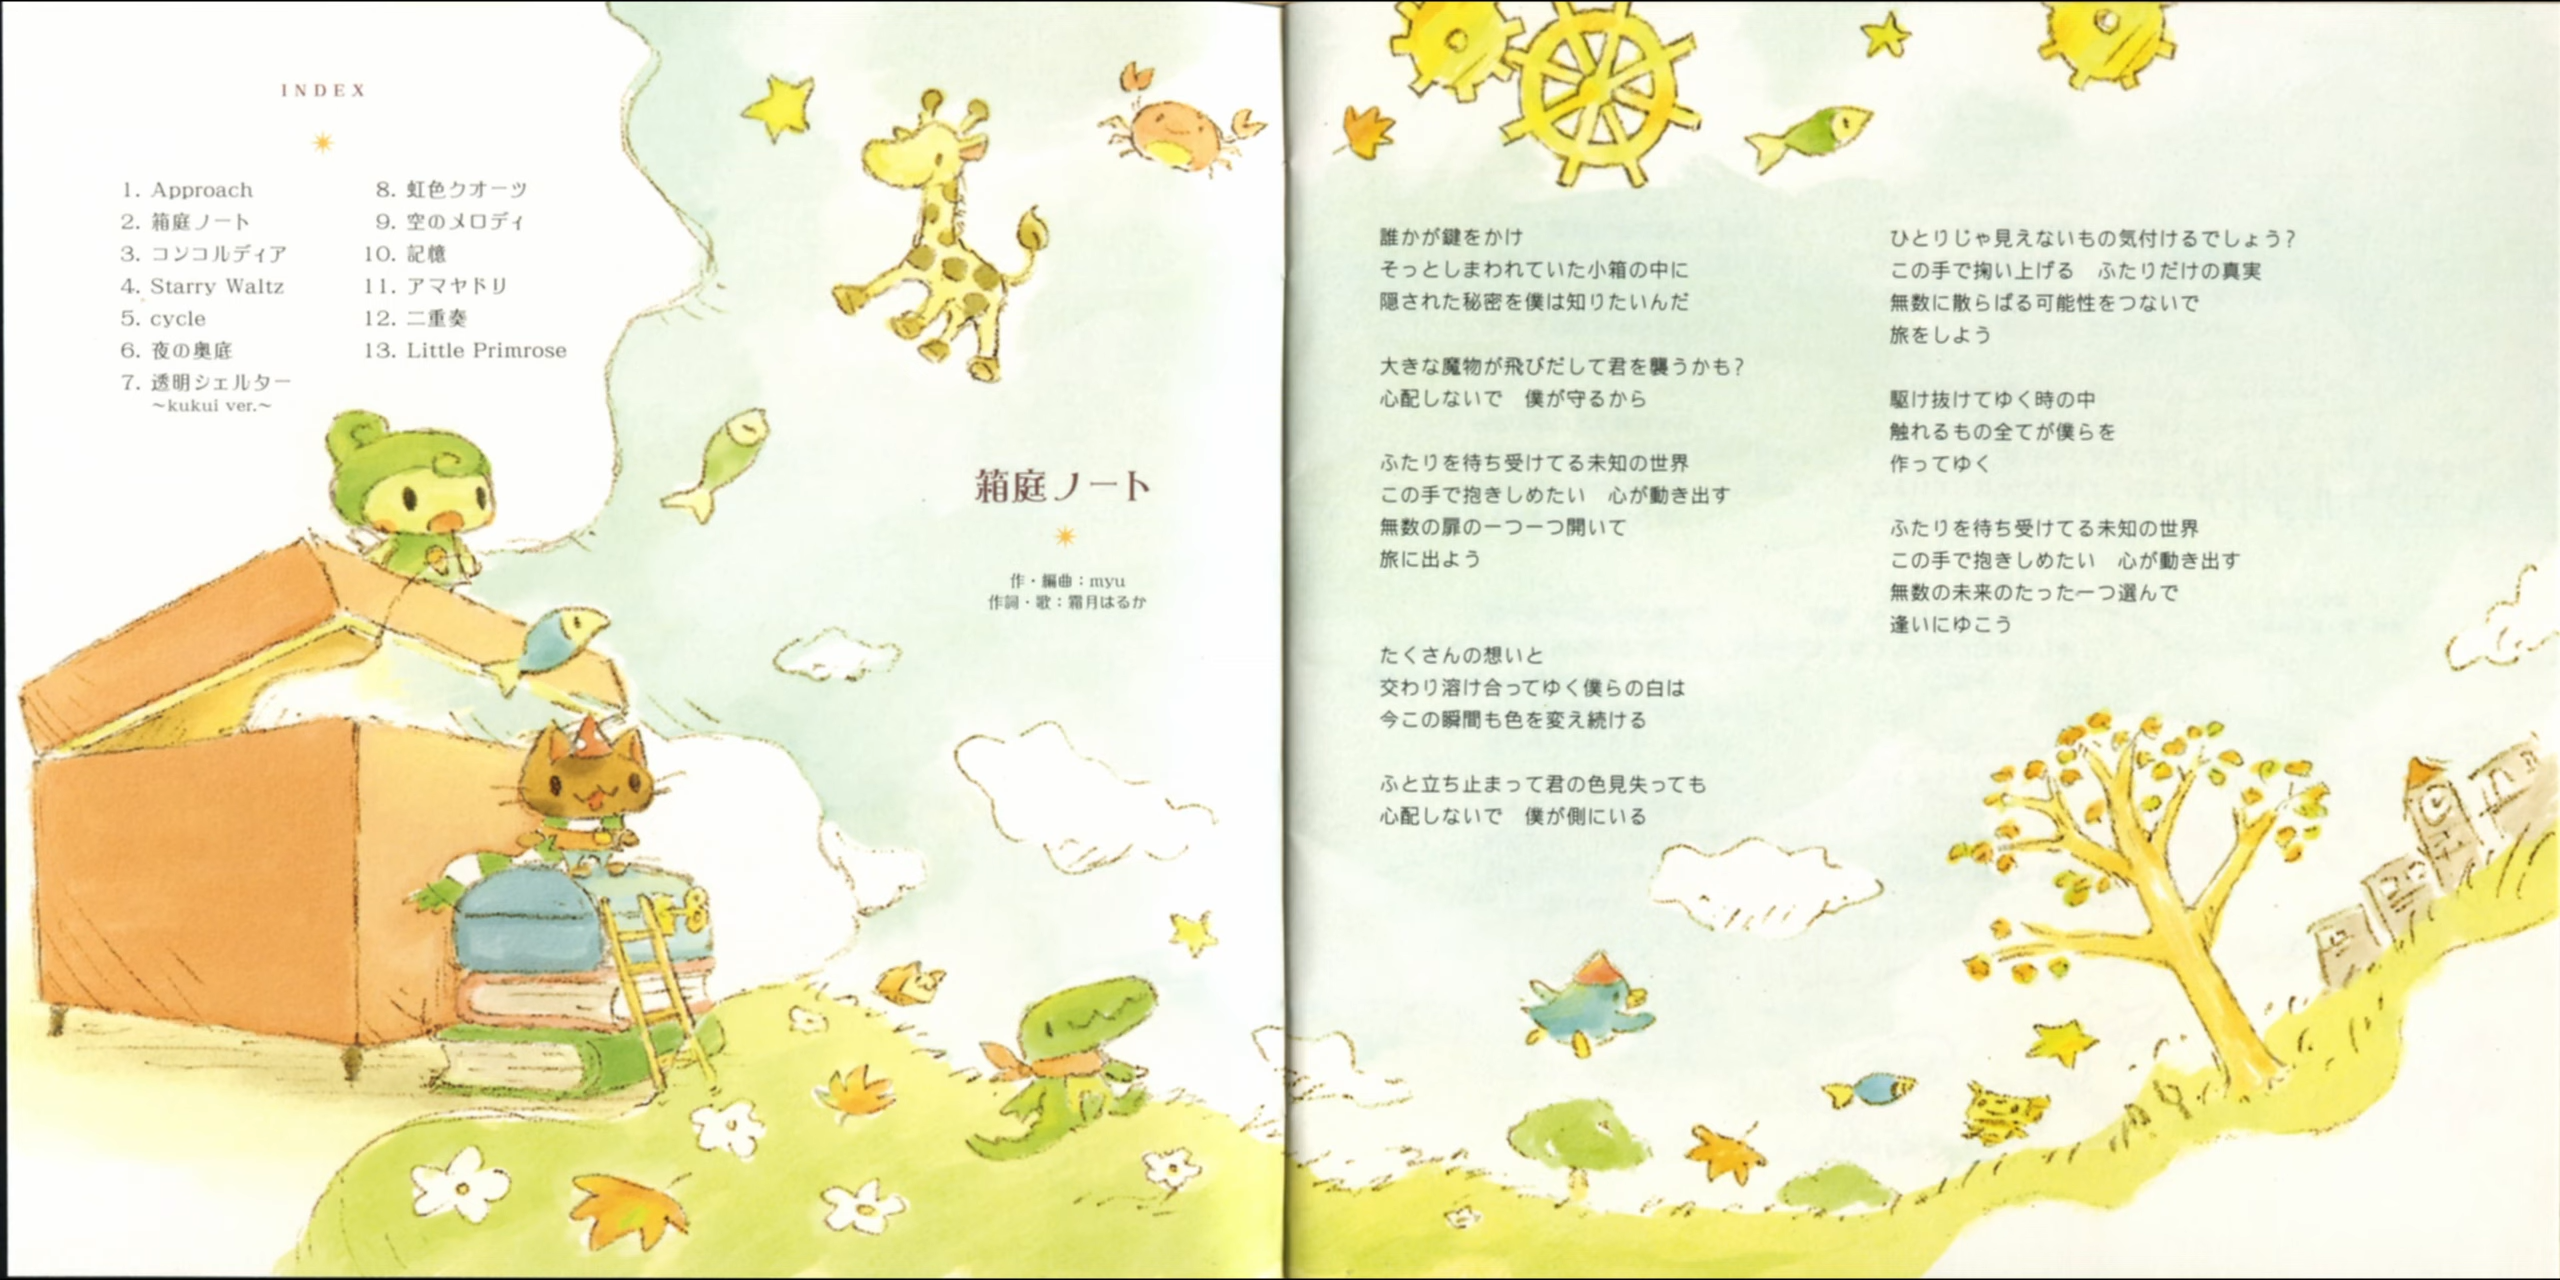 INDEX
1. Approach
2. 箱庭ノート
3. コンコルディア
4. Starry Waltz
5. cycle
6. 夜の奥底
7. 透明シェルター
～kukui ver.～
8. 虹色クオーツ
9. 空のメロディ
10. 記憶
11. アマヤドリ
12. 二重奏
13. Little Primrose
箱庭ノート
作・編曲：myu
作詞・歌：霜月はるか
誰かが鍵をかけ
そっとしまわれていた小箱の中に
隠された秘密を僕は知りたいんだ
大きな魔物が飛びだして君を襲うかも？
心配しないで　僕が守るから
ふたりを待ち受けてる未知の世界
この手で抱きしめたい　心が動き出す
無数の扉の一つ一つ開いて
旅に出よう
たくさんの想いと
交わり溶け合ってゆく僕らの白は
今この瞬間も色を変え続ける
ふと立ち止まって君の色見失っても
心配しないで　僕が側にいる
ひとりじゃ見えないもの気付けるでしょう？
この手で掬い上げる　ふたりだけの真実
無数に散らばる可能性をつないで
旅をしよう
駆け抜けてゆく時の中
触れるもの全てが僕らを
作ってゆく
ふたりを待ち受けてる未知の世界
この手で抱きしめたい　心が動き出す
無数の未来のたった一つ選んで
逢いにゆこう